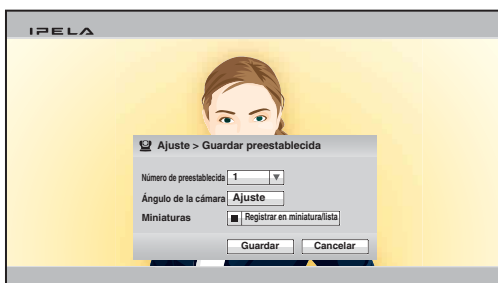 IPELA
Ajuste > Guardar preestablecida
Número de preestablecida 1
Ángulo de la cámara Ajuste
Miniaturas Registrar en miniatura/lista
Guardar Cancelar